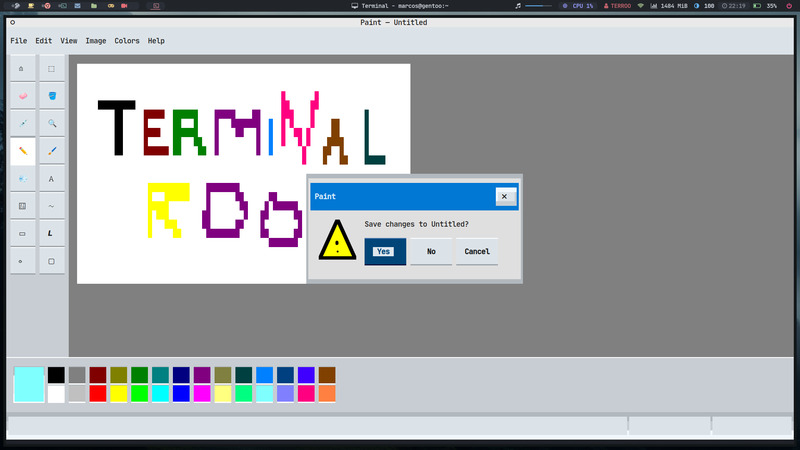 Terminal - marcos@gentoo:~
CPU 1%
TERROO
1484 MiB
100
22:19
35%
Paint — Untitled
File Edit View Image Colors Help
A
L
TERMINAL
RDo
Paint
Save changes to Untitled?
Yes No Cancel